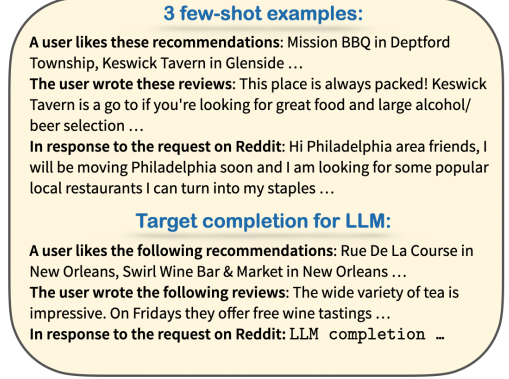 3 few-shot examples:
A user likes these recommendations: Mission BBQ in Deptford
Township, Keswick Tavern in Glenside ...
The user wrote these reviews: This place is always packed! Keswick
Tavern is a go to if you're looking for great food and large alcohol/
beer selection ...
In response to the request on Reddit: Hi Philadelphia area friends, I
will be moving Philadelphia soon and I am looking for some popular
local restaurants I can turn into my staples ...
Target completion for LLM:
A user likes the following recommendations: Rue De La Course in
New Orleans, Swirl Wine Bar & Market in New Orleans ...
The user wrote the following reviews: The wide variety of tea is
impressive. On Fridays they offer free wine tastings ...
In response to the request on Reddit: LLM completion ...